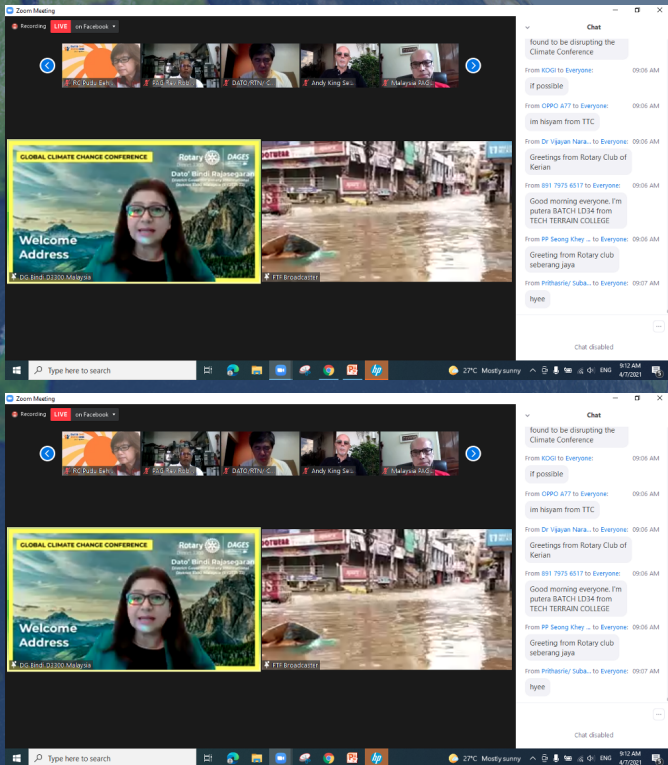 Zoom Meeting
Recording LIVE on Facebook
RC Pudu Eeh
PAG Rey Rob...
DATO/RTN/ C...
Andy King Se...
Malaysia PAG...
GLOBAL CLIMATE CHANGE CONFERENCE
Rotary
DAGES
Dato' Bindi Rajasegaran
Welcome
Address
DG Bindi D3300 Malaysia
FTF Broadcaster
Chat
found to be disrupting the
Climate Conference
From KOGI to Everyone: 09:06 AM
if possible
From OPPO A77 to Everyone: 09:06 AM
im hisyam from TTC
From Dr Vijayan Nara... to Everyone: 09:06 AM
Greetings from Rotary Club of
Kerian
From 891 7975 6517 to Everyone: 09:06 AM
Good morning everyone. I'm
putera BATCH LD34 from
TECH TERRAIN COLLEGE
From PP Seong Khey ... to Everyone: 09:06 AM
Greeting from Rotary club
seberang jaya
From Prithasrie/ Suba... to Everyone: 09:07 AM
hyee
Chat disabled
Type here to search
27°C Mostly sunny
ENG
9:12 AM
4/7/2021
Zoom Meeting
Recording LIVE on Facebook
RC Pudu Eeh
PAG Rey Rob...
DATO/RTN/ C...
Andy King Se...
Malaysia PAG...
GLOBAL CLIMATE CHANGE CONFERENCE
Rotary
DAGES
Dato' Bindi Rajasegaran
Welcome
Address
DG Bindi D3300 Malaysia
FTF Broadcaster
Chat
found to be disrupting the
Climate Conference
From KOGI to Everyone: 09:06 AM
if possible
From OPPO A77 to Everyone: 09:06 AM
im hisyam from TTC
From Dr Vijayan Nara... to Everyone: 09:06 AM
Greetings from Rotary Club of
Kerian
From 891 7975 6517 to Everyone: 09:06 AM
Good morning everyone. I'm
putera BATCH LD34 from
TECH TERRAIN COLLEGE
From PP Seong Khey ... to Everyone: 09:06 AM
Greeting from Rotary club
seberang jaya
From Prithasrie/ Suba... to Everyone: 09:07 AM
hyee
Chat disabled
Type here to search
27°C Mostly sunny
ENG
9:12 AM
4/7/2021